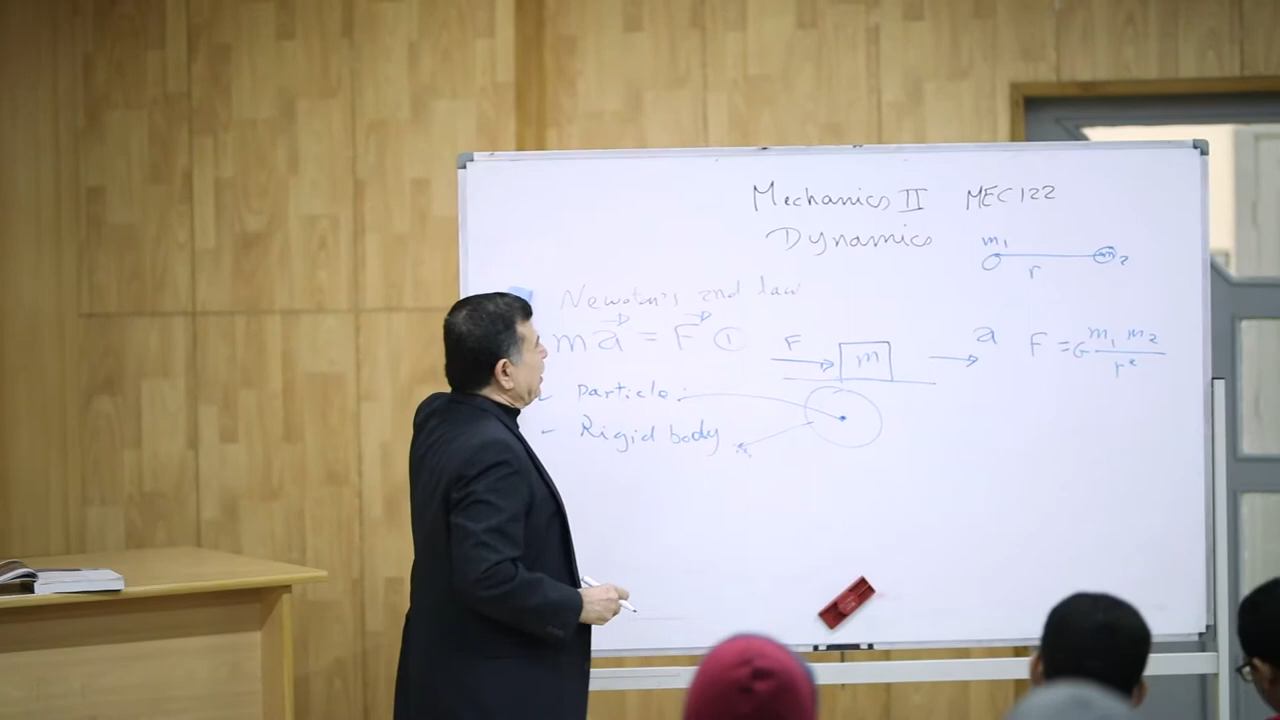 Mechanics II MEC122
Dynamics
m1 m2
r
Newton's 2nd law
ma = F ①
F m a
F = G m1 m2 / r²
- Particle:
- Rigid body